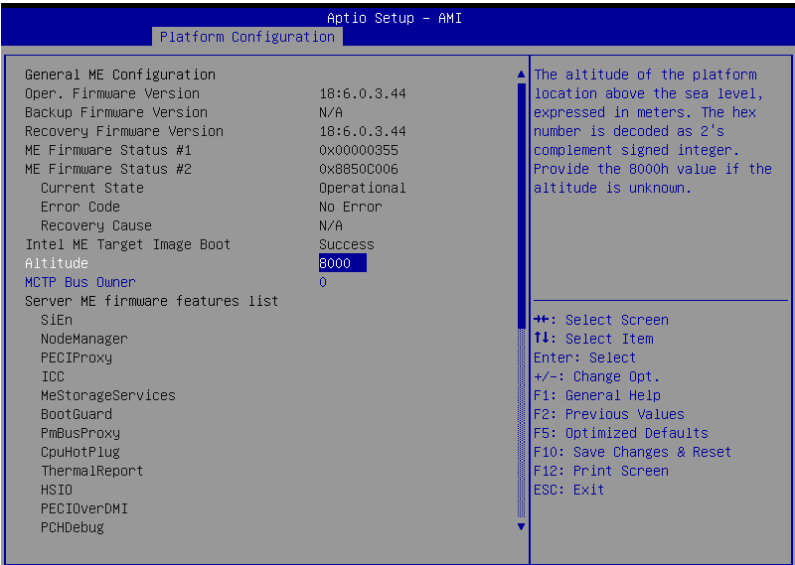 Aptio Setup – AMI
Platform Configuration
General ME Configuration
Oper. Firmware Version 18:6.0.3.44
Backup Firmware Version N/A
Recovery Firmware Version 18:6.0.3.44
ME Firmware Status #1 0x00000355
ME Firmware Status #2 0x8850C006
Current State Operational
Error Code No Error
Recovery Cause N/A
Intel ME Target Image Boot Success
Altitude 8000
MCTP Bus Owner 0
Server ME firmware features list
SiEn
NodeManager
PECIProxy
ICC
MeStorageServices
BootGuard
PmBusProxy
CpuHotPlug
ThermalReport
HSIO
PECIOverDMI
PCHDebug
The altitude of the platform
location above the sea level,
expressed in meters. The hex
number is decoded as 2's
complement signed integer.
Provide the 8000h value if the
altitude is unknown.
→←: Select Screen
↑↓: Select Item
Enter: Select
+/-: Change Opt.
F1: General Help
F2: Previous Values
F5: Optimized Defaults
F10: Save Changes & Reset
F12: Print Screen
ESC: Exit